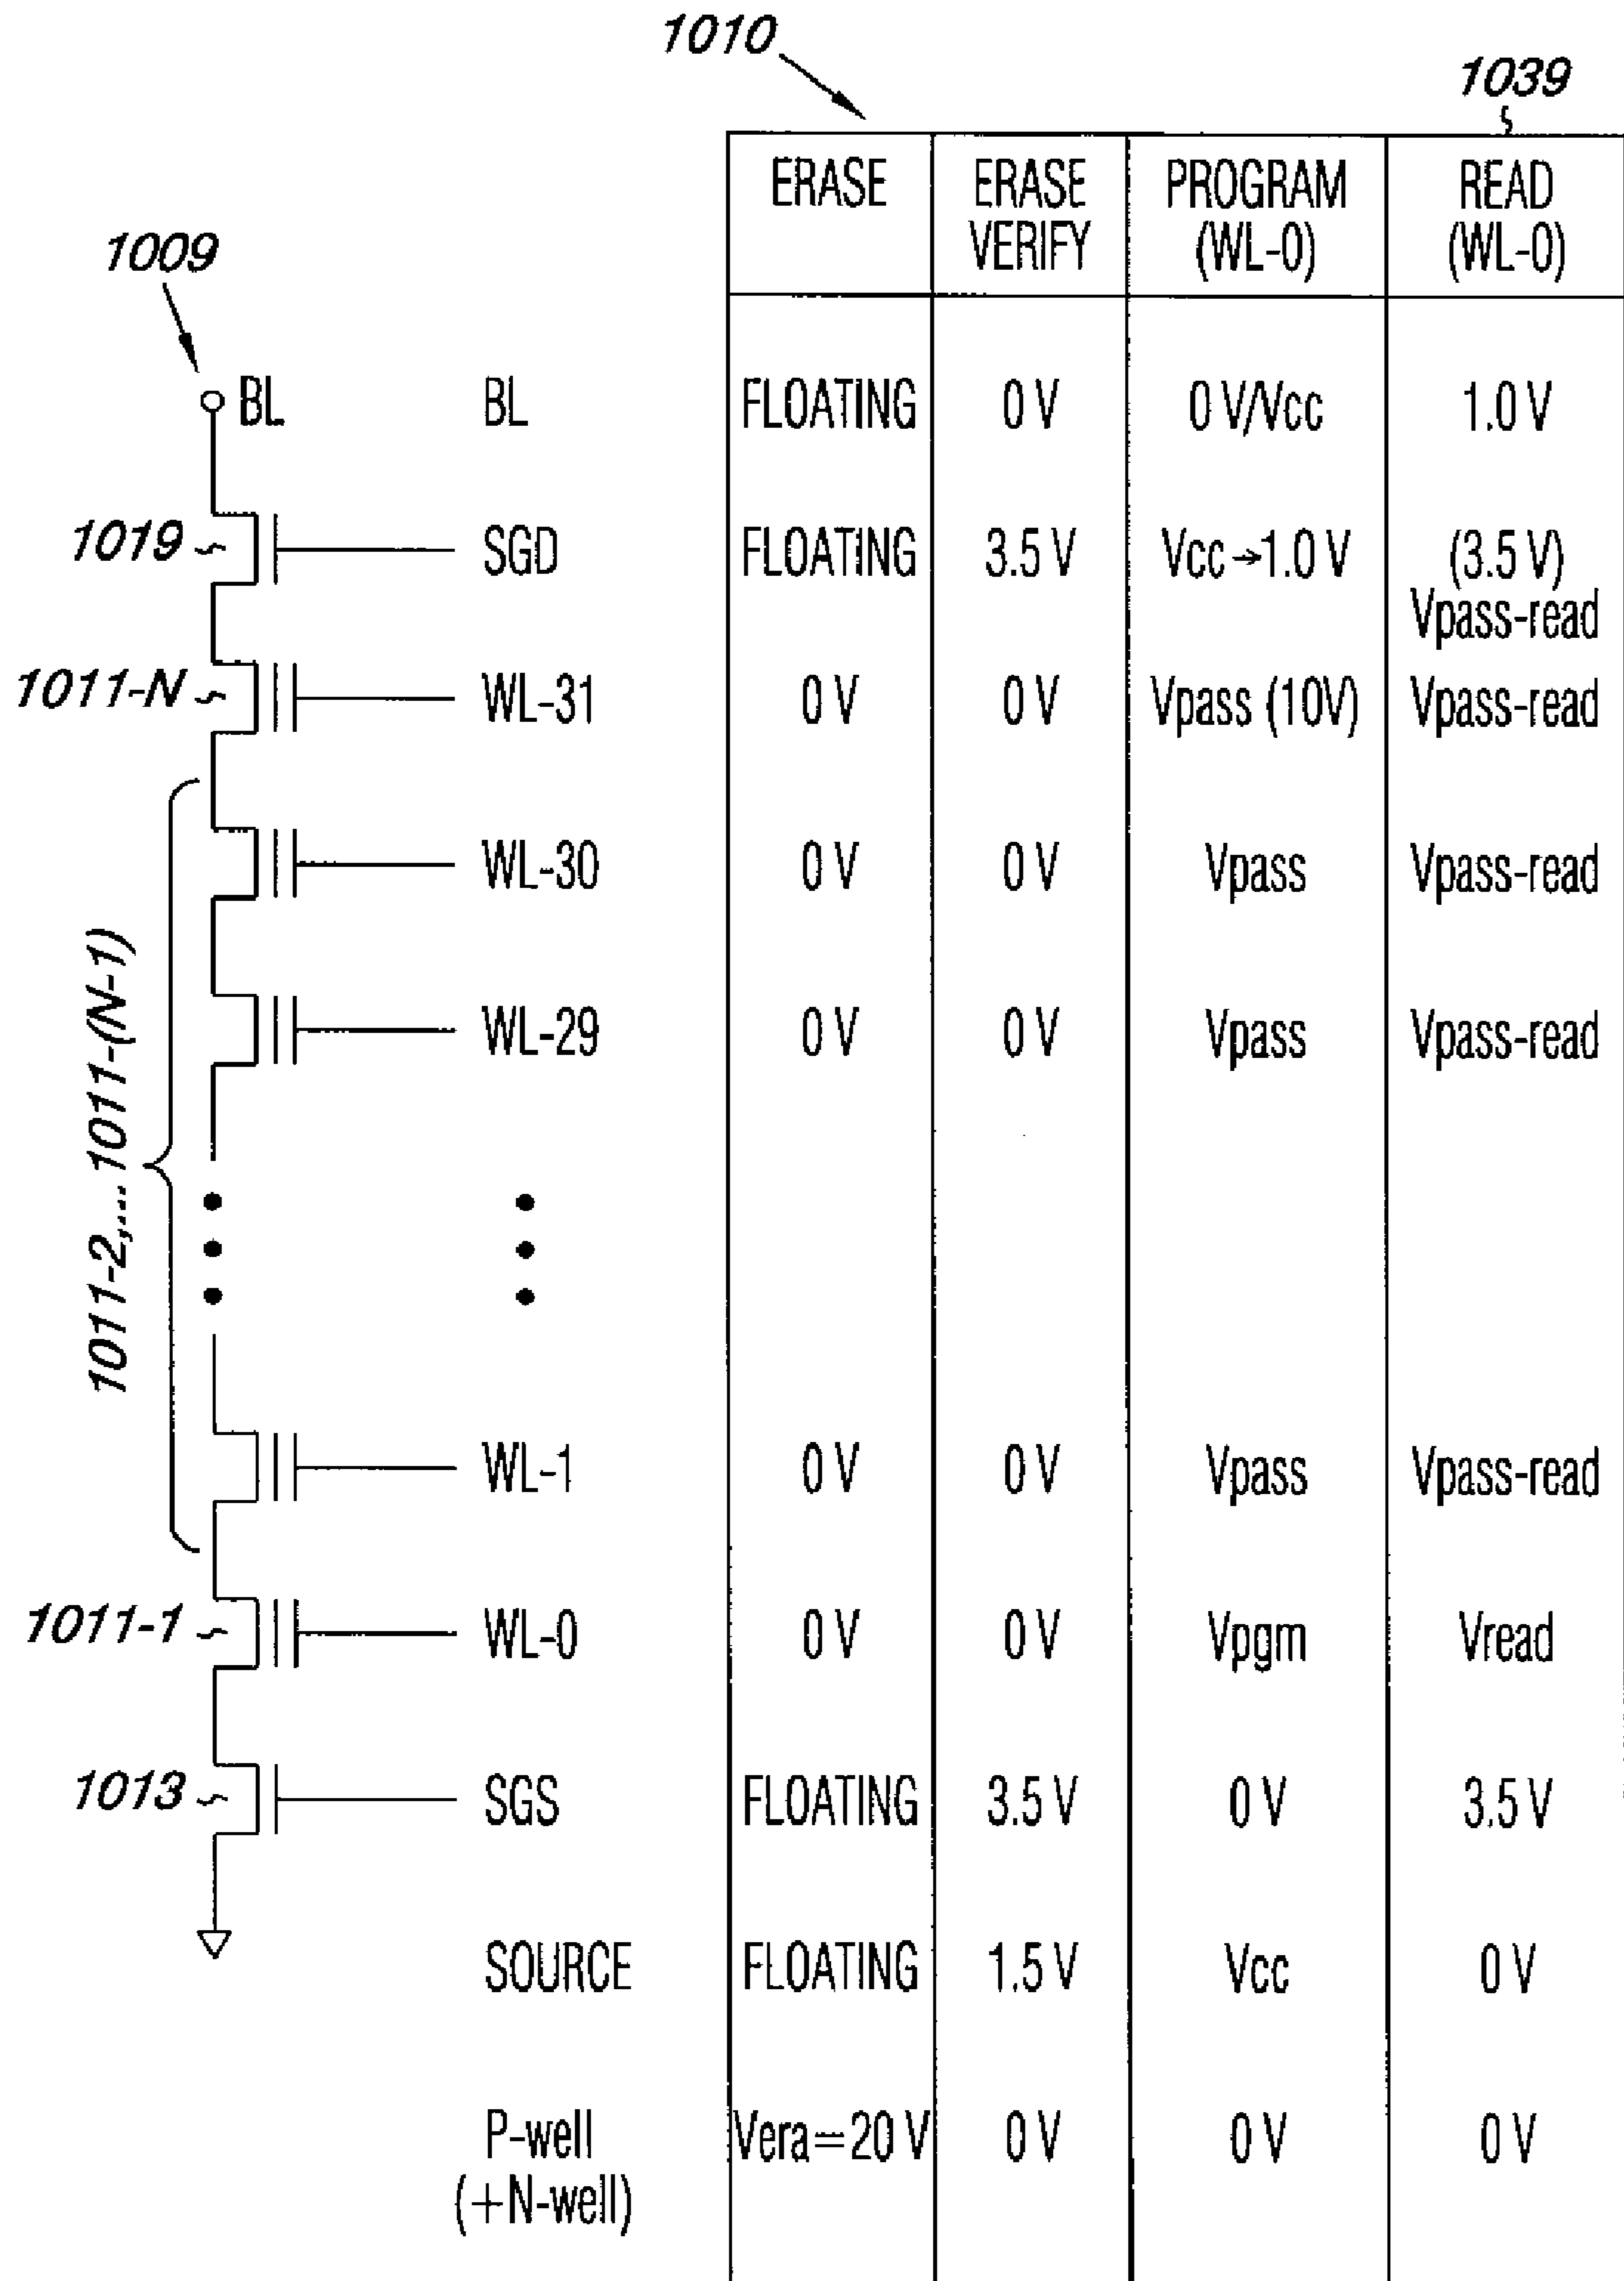 1010
1039
ERASE ERASE VERIFY PROGRAM (WL-0) READ (WL-0)
1009
BL BL FLOATING 0 V 0 V/Vcc 1.0 V
1019 SGD FLOATING 3.5 V Vcc→1.0 V (3.5 V) Vpass-read
1011-N WL-31 0 V 0 V Vpass (10V) Vpass-read
WL-30 0 V 0 V Vpass Vpass-read
1011-2,... 1011-(N-1)
WL-29 0 V 0 V Vpass Vpass-read
WL-1 0 V 0 V Vpass Vpass-read
1011-1 WL-0 0 V 0 V Vpgm Vread
1013 SGS FLOATING 3.5 V 0 V 3.5 V
SOURCE FLOATING 1.5 V Vcc 0 V
P-well (+N-well) Vera=20 V 0 V 0 V 0 V